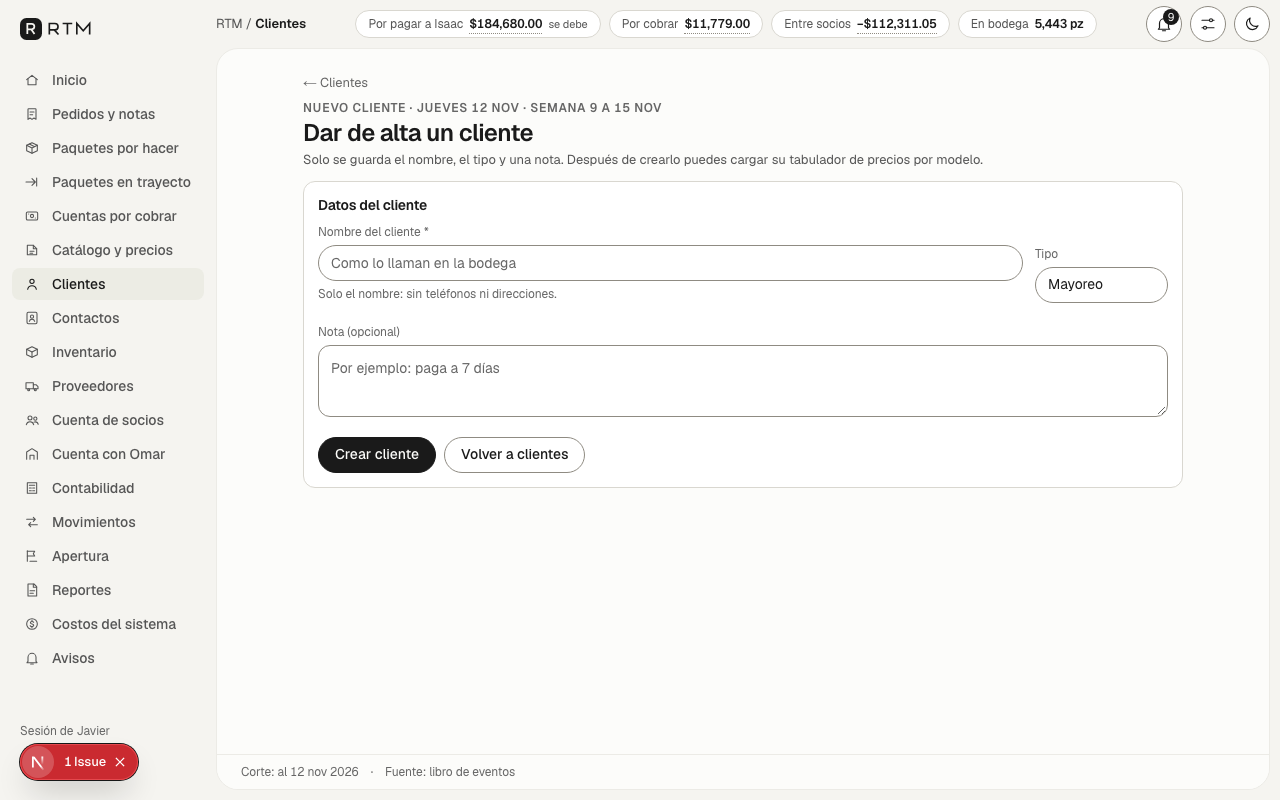 R RTM
RTM / Clientes
Por pagar a Isaac $184,680.00 se debe
Por cobrar $11,779.00
Entre socios −$112,311.05
En bodega 5,443 pz
9
Inicio
Pedidos y notas
Paquetes por hacer
Paquetes en trayecto
Cuentas por cobrar
Catálogo y precios
Clientes
Contactos
Inventario
Proveedores
Cuenta de socios
Cuenta con Omar
Contabilidad
Movimientos
Apertura
Reportes
Costos del sistema
Avisos
Sesión de Javier
N 1 Issue
← Clientes
NUEVO CLIENTE · JUEVES 12 NOV · SEMANA 9 A 15 NOV
Dar de alta un cliente
Solo se guarda el nombre, el tipo y una nota. Después de crearlo puedes cargar su tabulador de precios por modelo.
Datos del cliente
Nombre del cliente *
Como lo llaman en la bodega
Solo el nombre: sin teléfonos ni direcciones.
Tipo
Mayoreo
Nota (opcional)
Por ejemplo: paga a 7 días
Crear cliente
Volver a clientes
Corte: al 12 nov 2026 · Fuente: libro de eventos